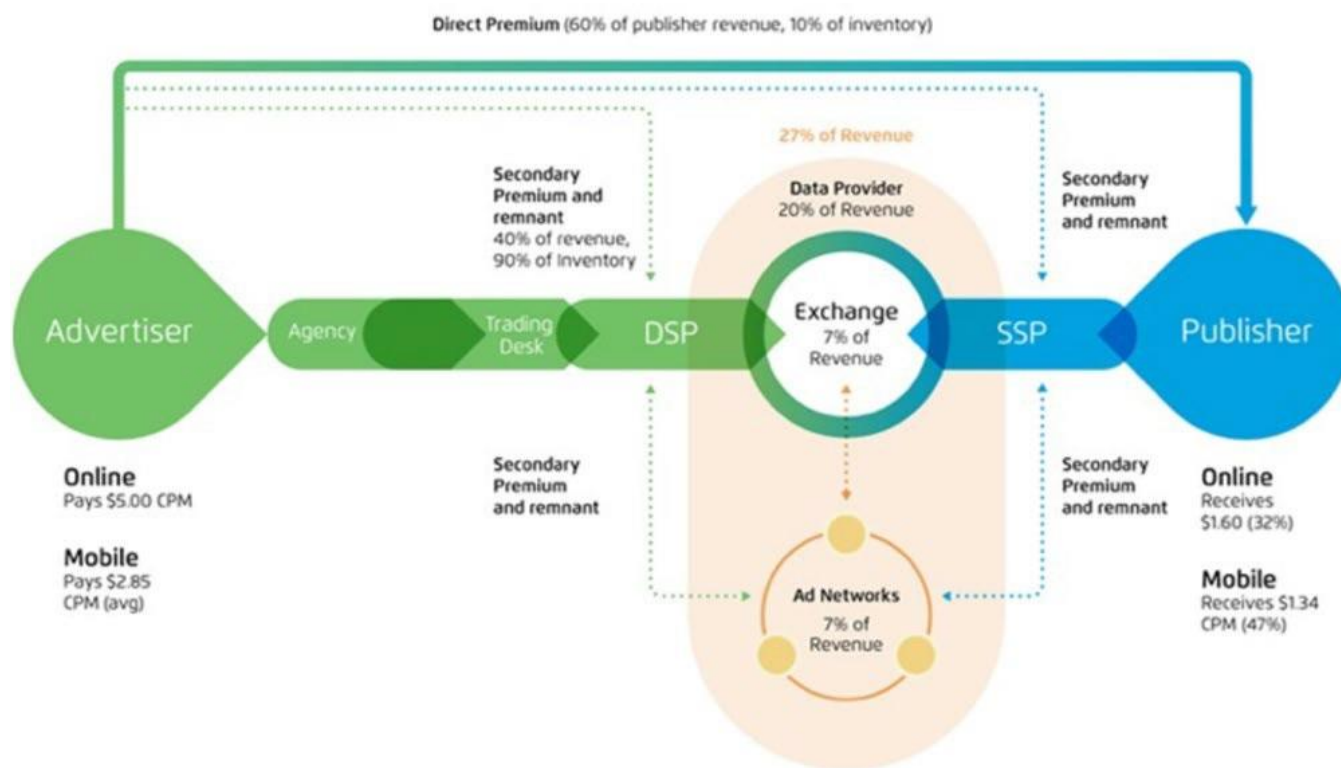 Direct Premium (60% of publisher revenue, 10% of inventory)
27% of Revenue
Secondary
Premium and
remnant
40% of revenue,
90% of Inventory
Data Provider
20% of Revenue
Secondary
Premium
and remnant
Advertiser
Agency
Trading
Desk
DSP
Exchange
7% of
Revenue
SSP
Publisher
Online
Pays $5.00 CPM
Mobile
Pays $2.85
CPM (avg)
Secondary
Premium
and remnant
Ad Networks
7% of
Revenue
Secondary
Premium
and remnant
Online
Receives
$1.60 (32%)
Mobile
Receives $1.34
CPM (47%)